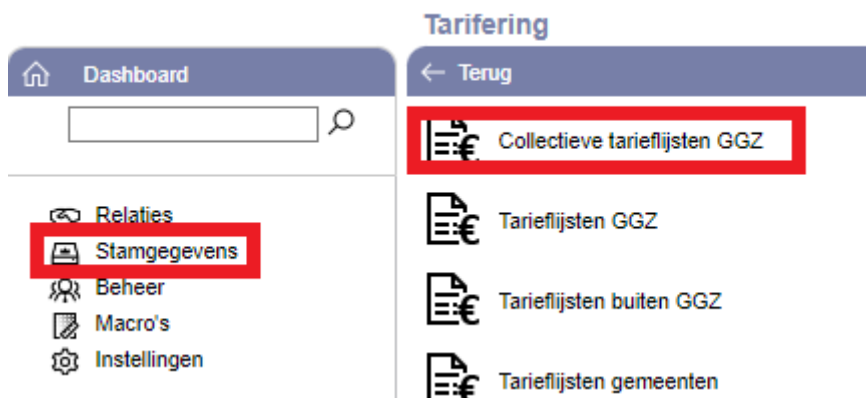 Tarifering
Dashboard
Terug
Collectieve tarieflijsten GGZ
Relaties
Stamgegevens
Tarieflijsten GGZ
Beheer
Tarieflijsten buiten GGZ
Macro's
Instellingen
Tarieflijsten gemeenten